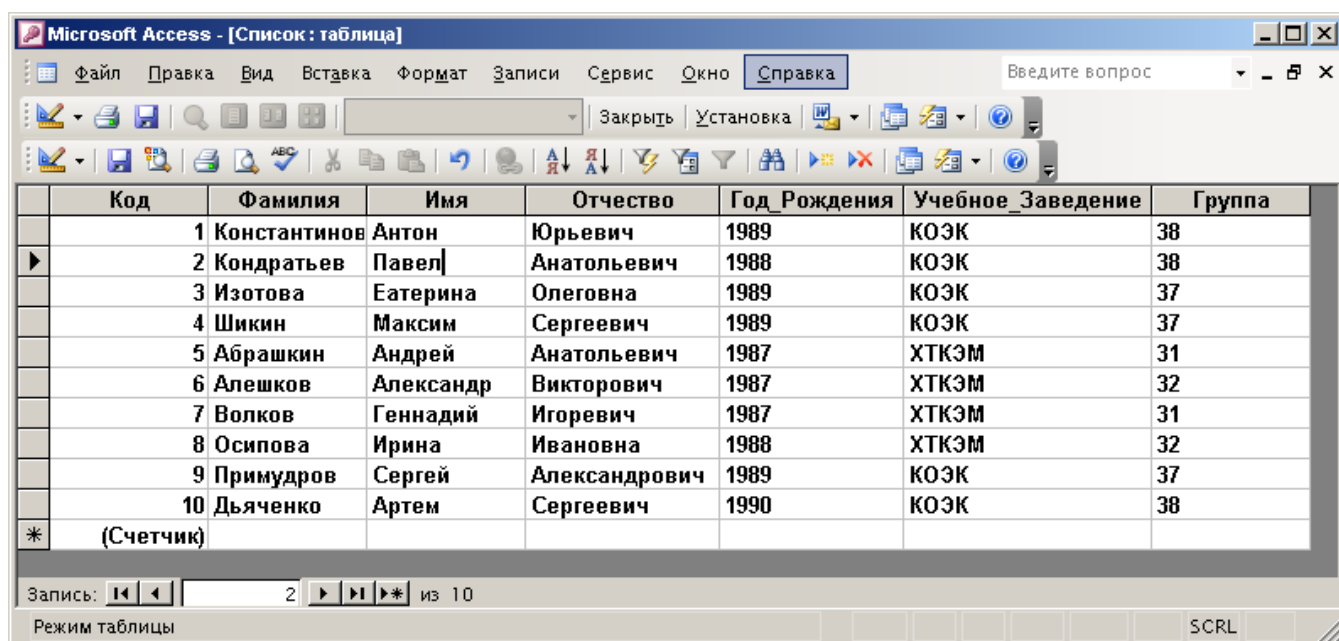 Microsoft Access - [Список : таблица]
Файл Правка Вид Вставка Формат Записи Сервис Окно Справка Введите вопрос
Закрыть Установка
ABC
Код Фамилия Имя Отчество Год_Рождения Учебное_Заведение Группа
1 Константинов Антон Юрьевич 1989 КОЭК 38
2 Кондратьев Павел Анатольевич 1988 КОЭК 38
3 Изотова Еатерина Олеговна 1989 КОЭК 37
4 Шикин Максим Сергеевич 1989 КОЭК 37
5 Абрашкин Андрей Анатольевич 1987 ХТКЭМ 31
6 Алешков Александр Викторович 1987 ХТКЭМ 32
7 Волков Геннадий Игоревич 1987 ХТКЭМ 31
8 Осипова Ирина Ивановна 1988 ХТКЭМ 32
9 Примудров Сергей Александрович 1989 КОЭК 37
10 Дьяченко Артем Сергеевич 1990 КОЭК 38
(Счетчик)
Запись: 2 из 10
Режим таблицы SCRL